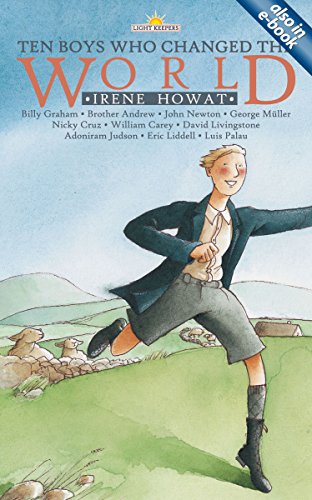 LIGHT KEEPERS
also in
e-book
TEN BOYS WHO CHANGED TH
WORLD
• IRENE HOWAT •
Billy Graham • Brother Andrew • John Newton • George Müller
Nicky Cruz • William Carey • David Livingstone
Adoniram Judson • Eric Liddell • Luis Palau